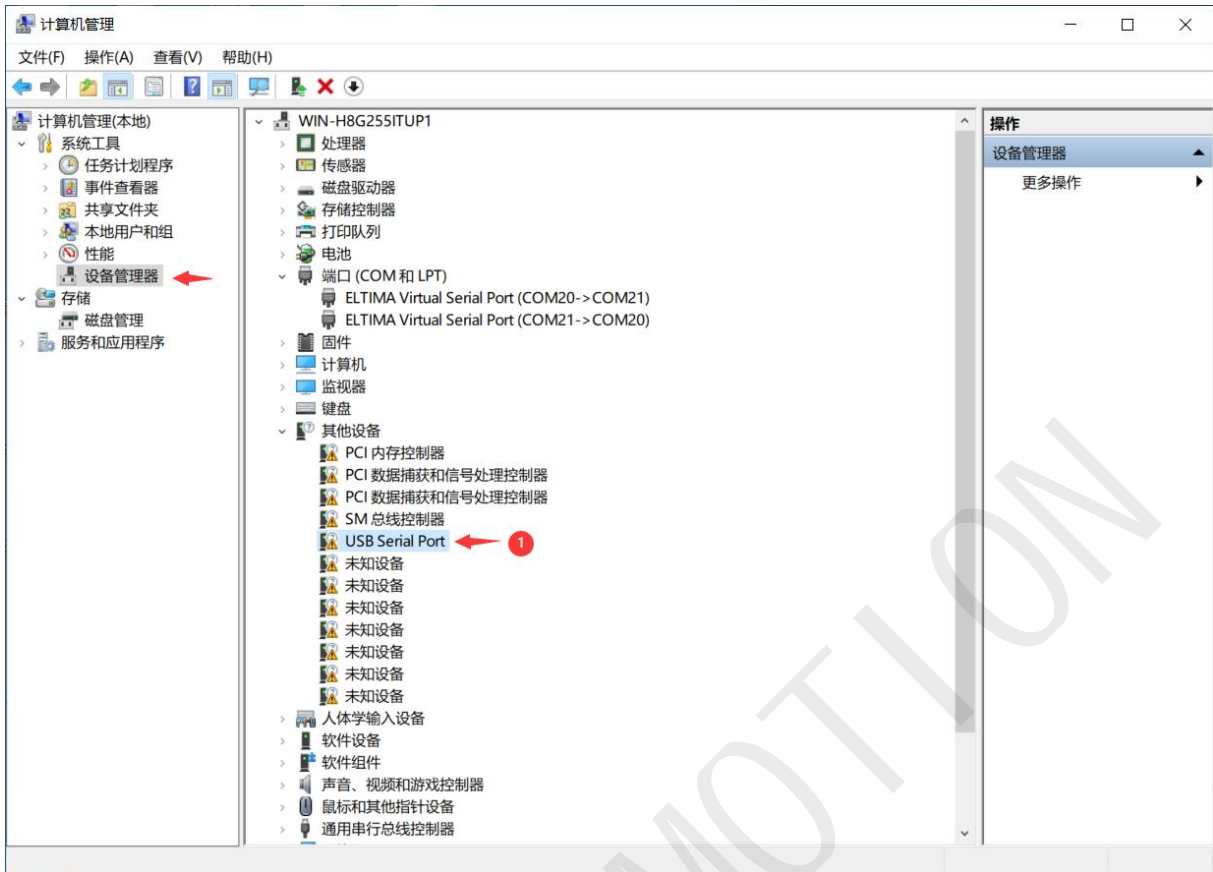 计算机管理
文件(F) 操作(A) 查看(V) 帮助(H)
计算机管理(本地)
系统工具
任务计划程序
事件查看器
共享文件夹
本地用户和组
性能
设备管理器
存储
磁盘管理
服务和应用程序
WIN-H8G255ITUP1
处理器
传感器
磁盘驱动器
存储控制器
打印队列
电池
端口 (COM 和 LPT)
ELTIMA Virtual Serial Port (COM20->COM21)
ELTIMA Virtual Serial Port (COM21->COM20)
固件
计算机
监视器
键盘
其他设备
PCI 内存控制器
PCI 数据捕获和信号处理控制器
PCI 数据捕获和信号处理控制器
SM 总线控制器
USB Serial Port
1
未知设备
未知设备
未知设备
未知设备
未知设备
未知设备
未知设备
人体学输入设备
软件设备
软件组件
声音、视频和游戏控制器
鼠标和其他指针设备
通用串行总线控制器
操作
设备管理器
更多操作
MOTION